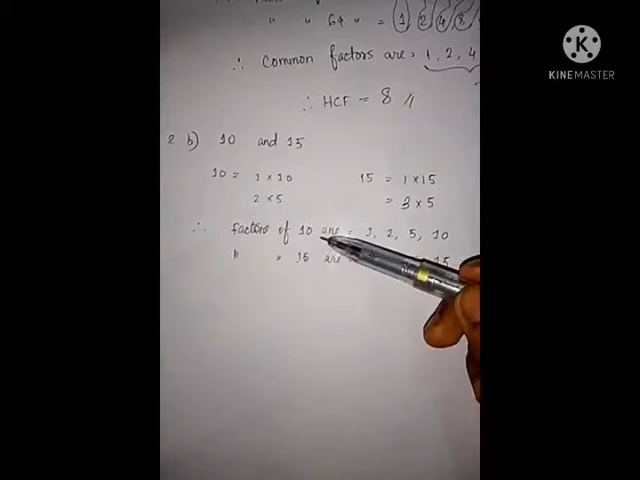 " " 64 " = 1, 2, 4, 8,
∴ Common factors are = 1, 2, 4
∴ HCF = 8 //
2 b) 10 and 15
10 = 1 × 10 15 = 1 × 15
2 × 5 = 3 × 5
∴ factors of 10 are = 1, 2, 5, 10
" " 15 are 15
KINEMASTER